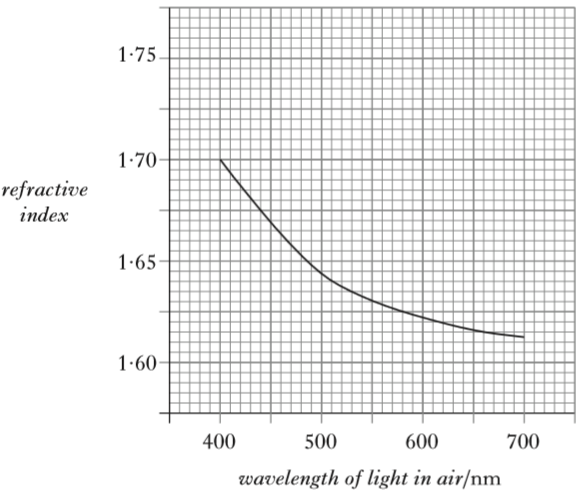 1·75
1·70
refractive
index
1·65
1·60
400 500 600 700
wavelength of light in air/nm